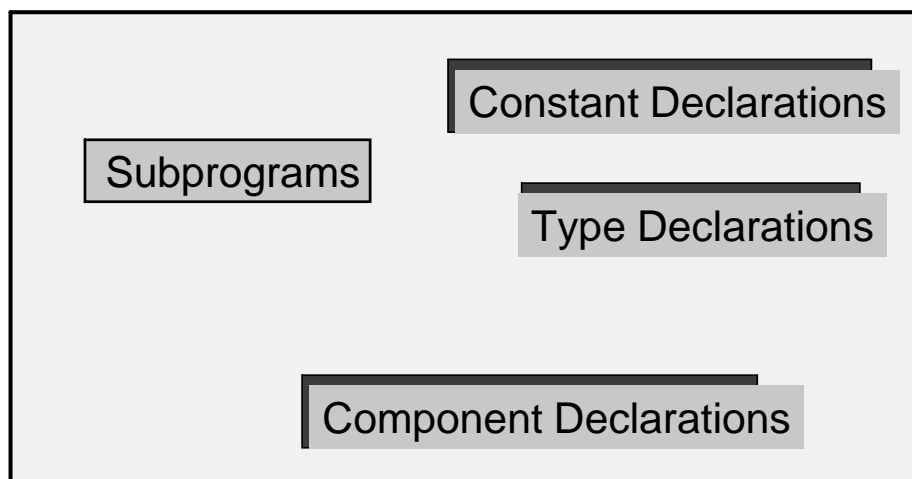 Constant Declarations
Subprograms
Type Declarations
Component Declarations